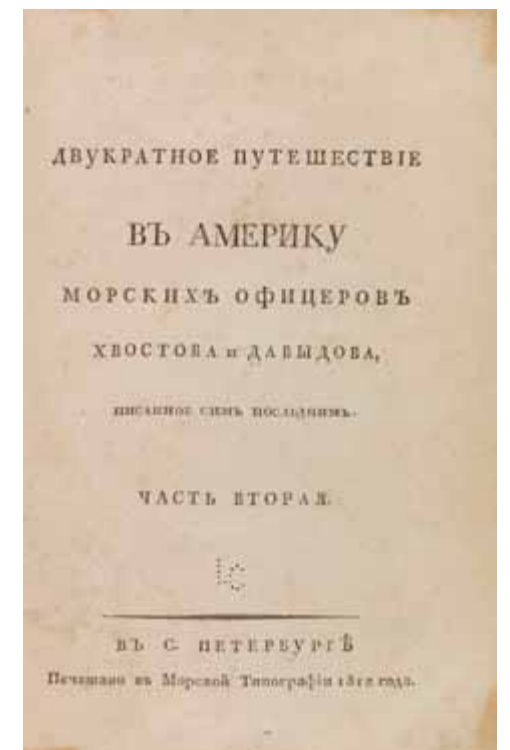 ДВУКРАТНОЕ ПУТЕШЕСТВІЕ
ВЪ АМЕРИКУ
МОРСКИХЪ ОФИЦЕРОВЪ
ХВОСТОВА и ДАВЫДОВА,
писанное симъ послѣднимъ.
ЧАСТЬ ВТОРАЯ.
LC
ВЪ С. ПЕТЕРБУРГѢ
Печатано въ Морской Типографіи 1812 года.